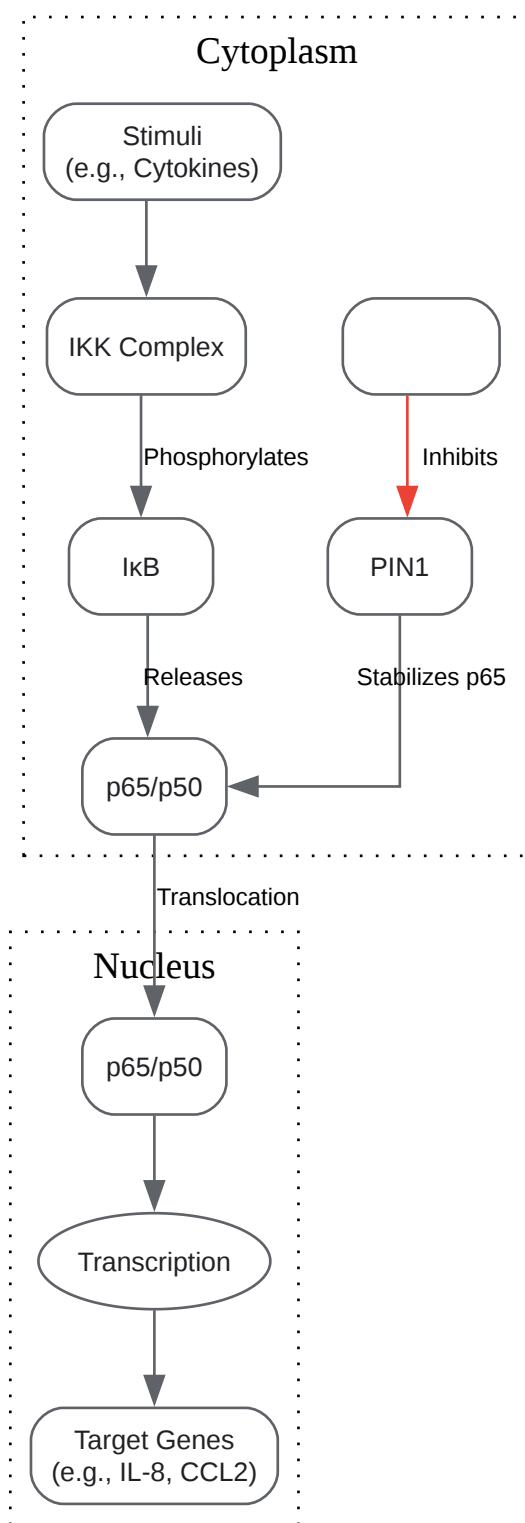 Cytoplasm
Stimuli
(e.g., Cytokines)
IKK Complex
Phosphorylates
Inhibits
IκB
PIN1
Releases
Stabilizes p65
p65/p50
Translocation
Nucleus
p65/p50
Transcription
Target Genes
(e.g., IL-8, CCL2)